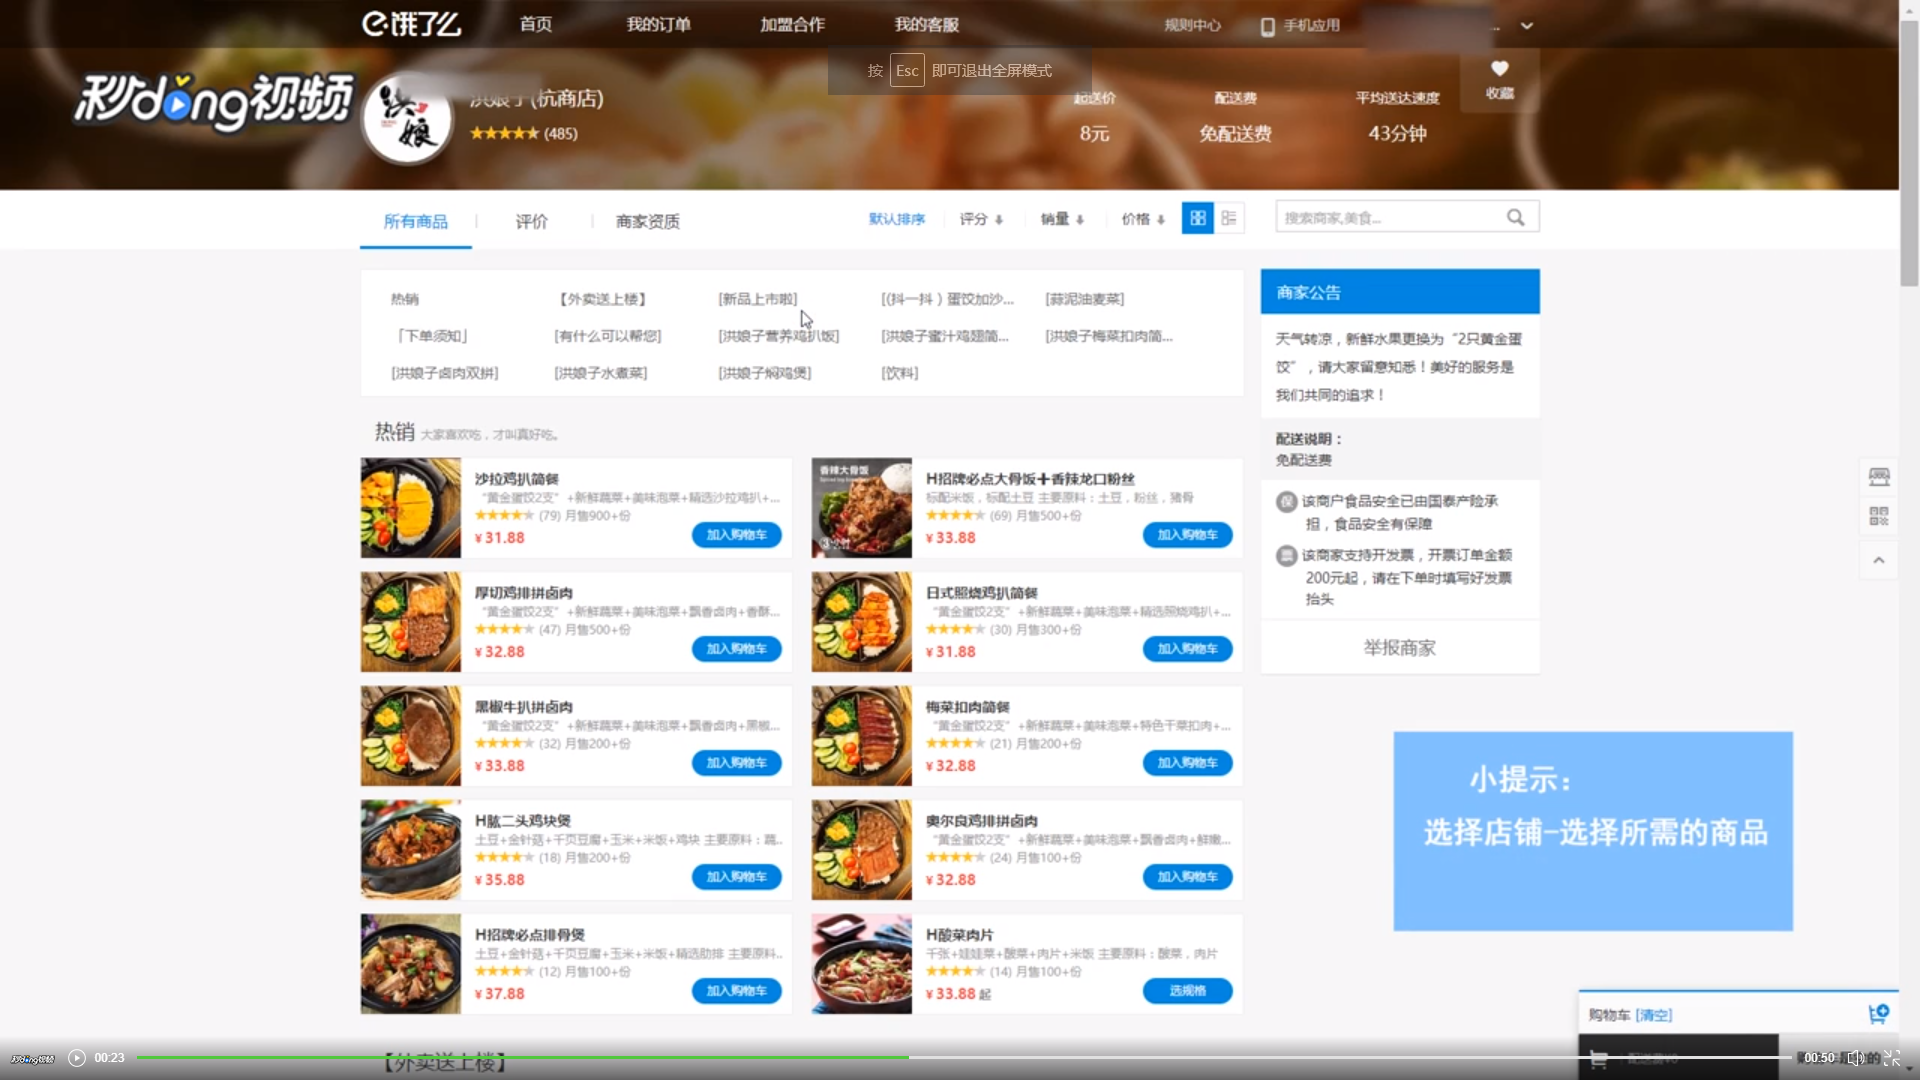 饿了么
首页
我的订单
加盟合作
我的客服
规则中心
手机应用
按 Esc 即可退出全屏模式
秒dong视频
洪娘
洪娘子(杭商店)
(485)
起送价
8元
配送费
免配送费
平均送达速度
43分钟
收藏
所有商品
评价
商家资质
默认排序
评分
销量
价格
搜索商家,美食...
热销
【外卖送上楼】
[新品上市啦]
[(抖一抖）蛋饺加沙...
[蒜泥油麦菜]
「下单须知」
[有什么可以帮您]
[洪娘子营养鸡扒饭]
[洪娘子蜜汁鸡翅简...
[洪娘子梅菜扣肉简...
[洪娘子卤肉双拼]
[洪娘子水煮菜]
[洪娘子焖鸡煲]
[饮料]
热销 大家喜欢吃，才叫真好吃。
沙拉鸡扒简餐
“黄金蛋饺2支”+新鲜蔬菜+美味泡菜+精选沙拉鸡扒+...
(79) 月售900+份
¥31.88
加入购物车
香辣大骨饭
H招牌必点大骨饭+香辣龙口粉丝
标配米饭，标配土豆 主要原料：土豆，粉丝，猪骨
(69) 月售500+份
¥33.88
加入购物车
厚切鸡排拼卤肉
“黄金蛋饺2支”+新鲜蔬菜+美味泡菜+飘香卤肉+香酥...
(47) 月售500+份
¥32.88
加入购物车
日式照烧鸡扒简餐
“黄金蛋饺2支”+新鲜蔬菜+美味泡菜+精选照烧鸡扒+...
(30) 月售300+份
¥31.88
加入购物车
黑椒牛扒拼卤肉
“黄金蛋饺2支”+新鲜蔬菜+美味泡菜+飘香卤肉+黑椒...
(32) 月售200+份
¥33.88
加入购物车
梅菜扣肉简餐
“黄金蛋饺2支”+新鲜蔬菜+美味泡菜+特色干菜扣肉+...
(21) 月售200+份
¥32.88
加入购物车
H肱二头鸡块煲
土豆+金针菇+千页豆腐+玉米+米饭+鸡块 主要原料：蔬..
(18) 月售200+份
¥35.88
加入购物车
奥尔良鸡排拼卤肉
“黄金蛋饺2支”+新鲜蔬菜+美味泡菜+飘香卤肉+鲜嫩...
(24) 月售100+份
¥32.88
加入购物车
H招牌必点排骨煲
土豆+金针菇+千页豆腐+玉米+米饭+精选肋排 主要原料..
(12) 月售100+份
¥37.88
加入购物车
H酸菜肉片
千张+娃娃菜+酸菜+肉片+米饭 主要原料：酸菜，肉片
(14) 月售100+份
¥33.88 起
选规格
【外卖送上楼】
商家公告
天气转凉，新鲜水果更换为“2只黄金蛋
饺”，请大家留意知悉！美好的服务是
我们共同的追求！
配送说明：
免配送费
保 该商户食品安全已由国泰产险承
担，食品安全有保障
该商家支持开发票，开票订单金额
200元起，请在下单时填写好发票
抬头
举报商家
小提示：
选择店铺-选择所需的商品
购物车 [清空]
配送费¥0
秒dong视频
00:23
00:50